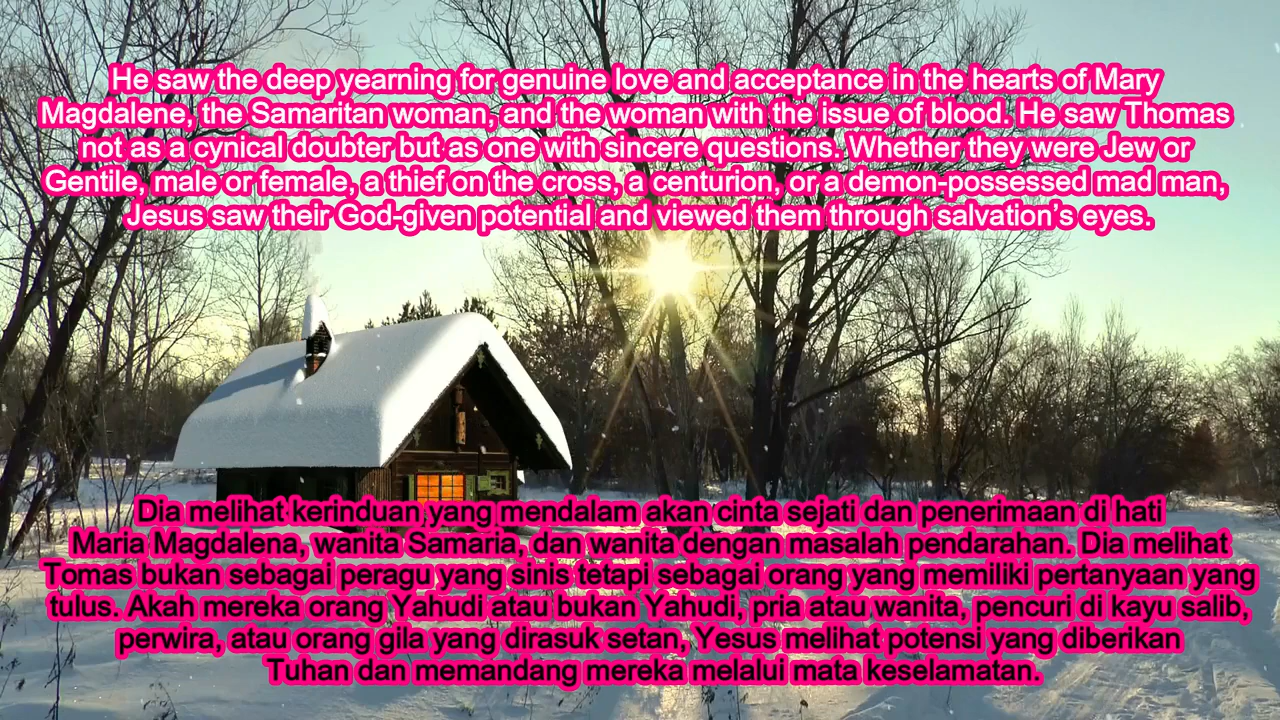 He saw the deep yearning for genuine love and acceptance in the hearts of Mary
Magdalene, the Samaritan woman, and the woman with the issue of blood. He saw Thomas
not as a cynical doubter but as one with sincere questions. Whether they were Jew or
Gentile, male or female, a thief on the cross, a centurion, or a demon-possessed mad man,
Jesus saw their God-given potential and viewed them through salvation’s eyes.
Dia melihat kerinduan yang mendalam akan cinta sejati dan penerimaan di hati
Maria Magdalena, wanita Samaria, dan wanita dengan masalah pendarahan. Dia melihat
Tomas bukan sebagai peragu yang sinis tetapi sebagai orang yang memiliki pertanyaan yang
tulus. Akah mereka orang Yahudi atau bukan Yahudi, pria atau wanita, pencuri di kayu salib,
perwira, atau orang gila yang dirasuk setan, Yesus melihat potensi yang diberikan
Tuhan dan memandang mereka melalui mata keselamatan.